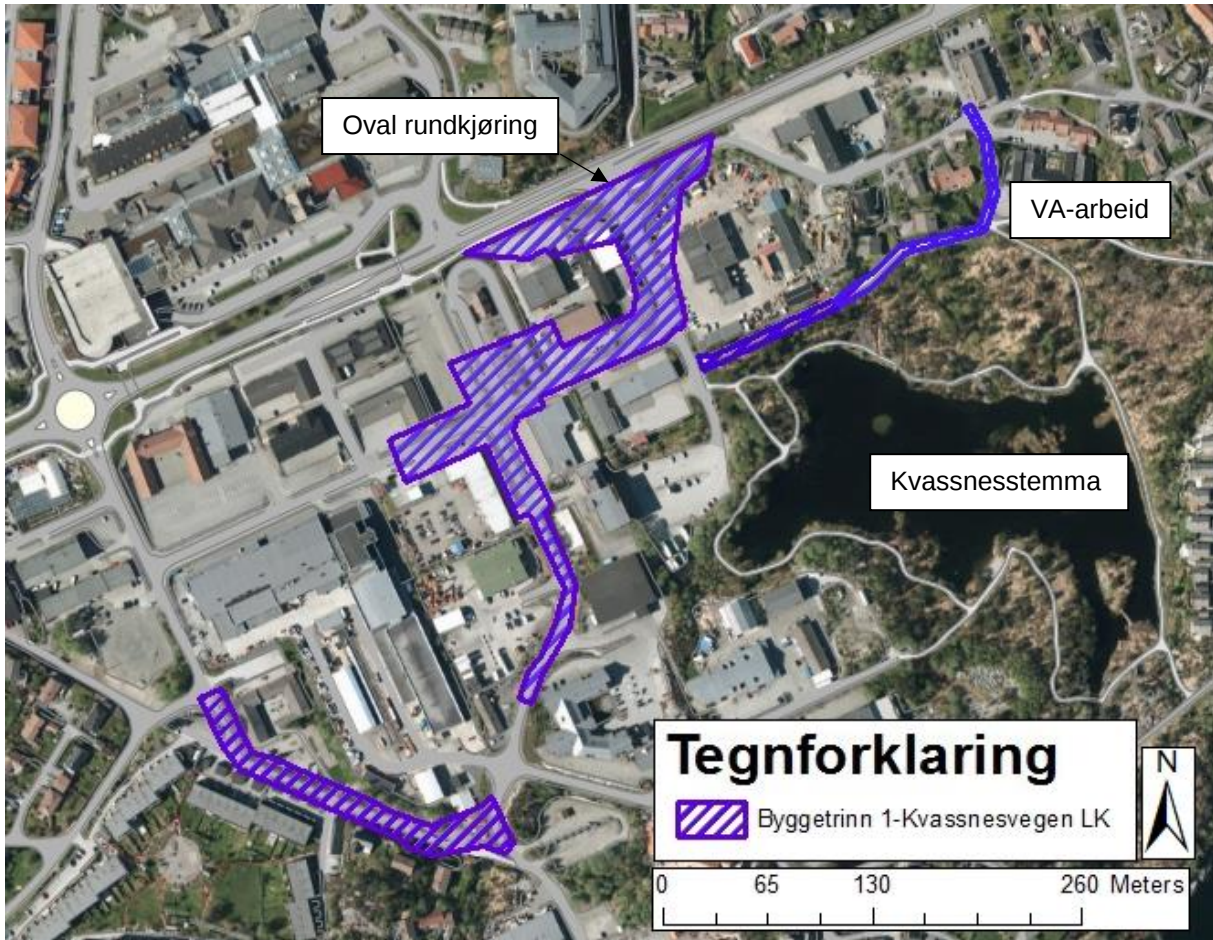 Oval rundkjøring
VA-arbeid
Kvassnesstemma
Tegnforklaring
Byggetrinn 1-Kvassnesvegen LK
N
0 65 130 260 Meters